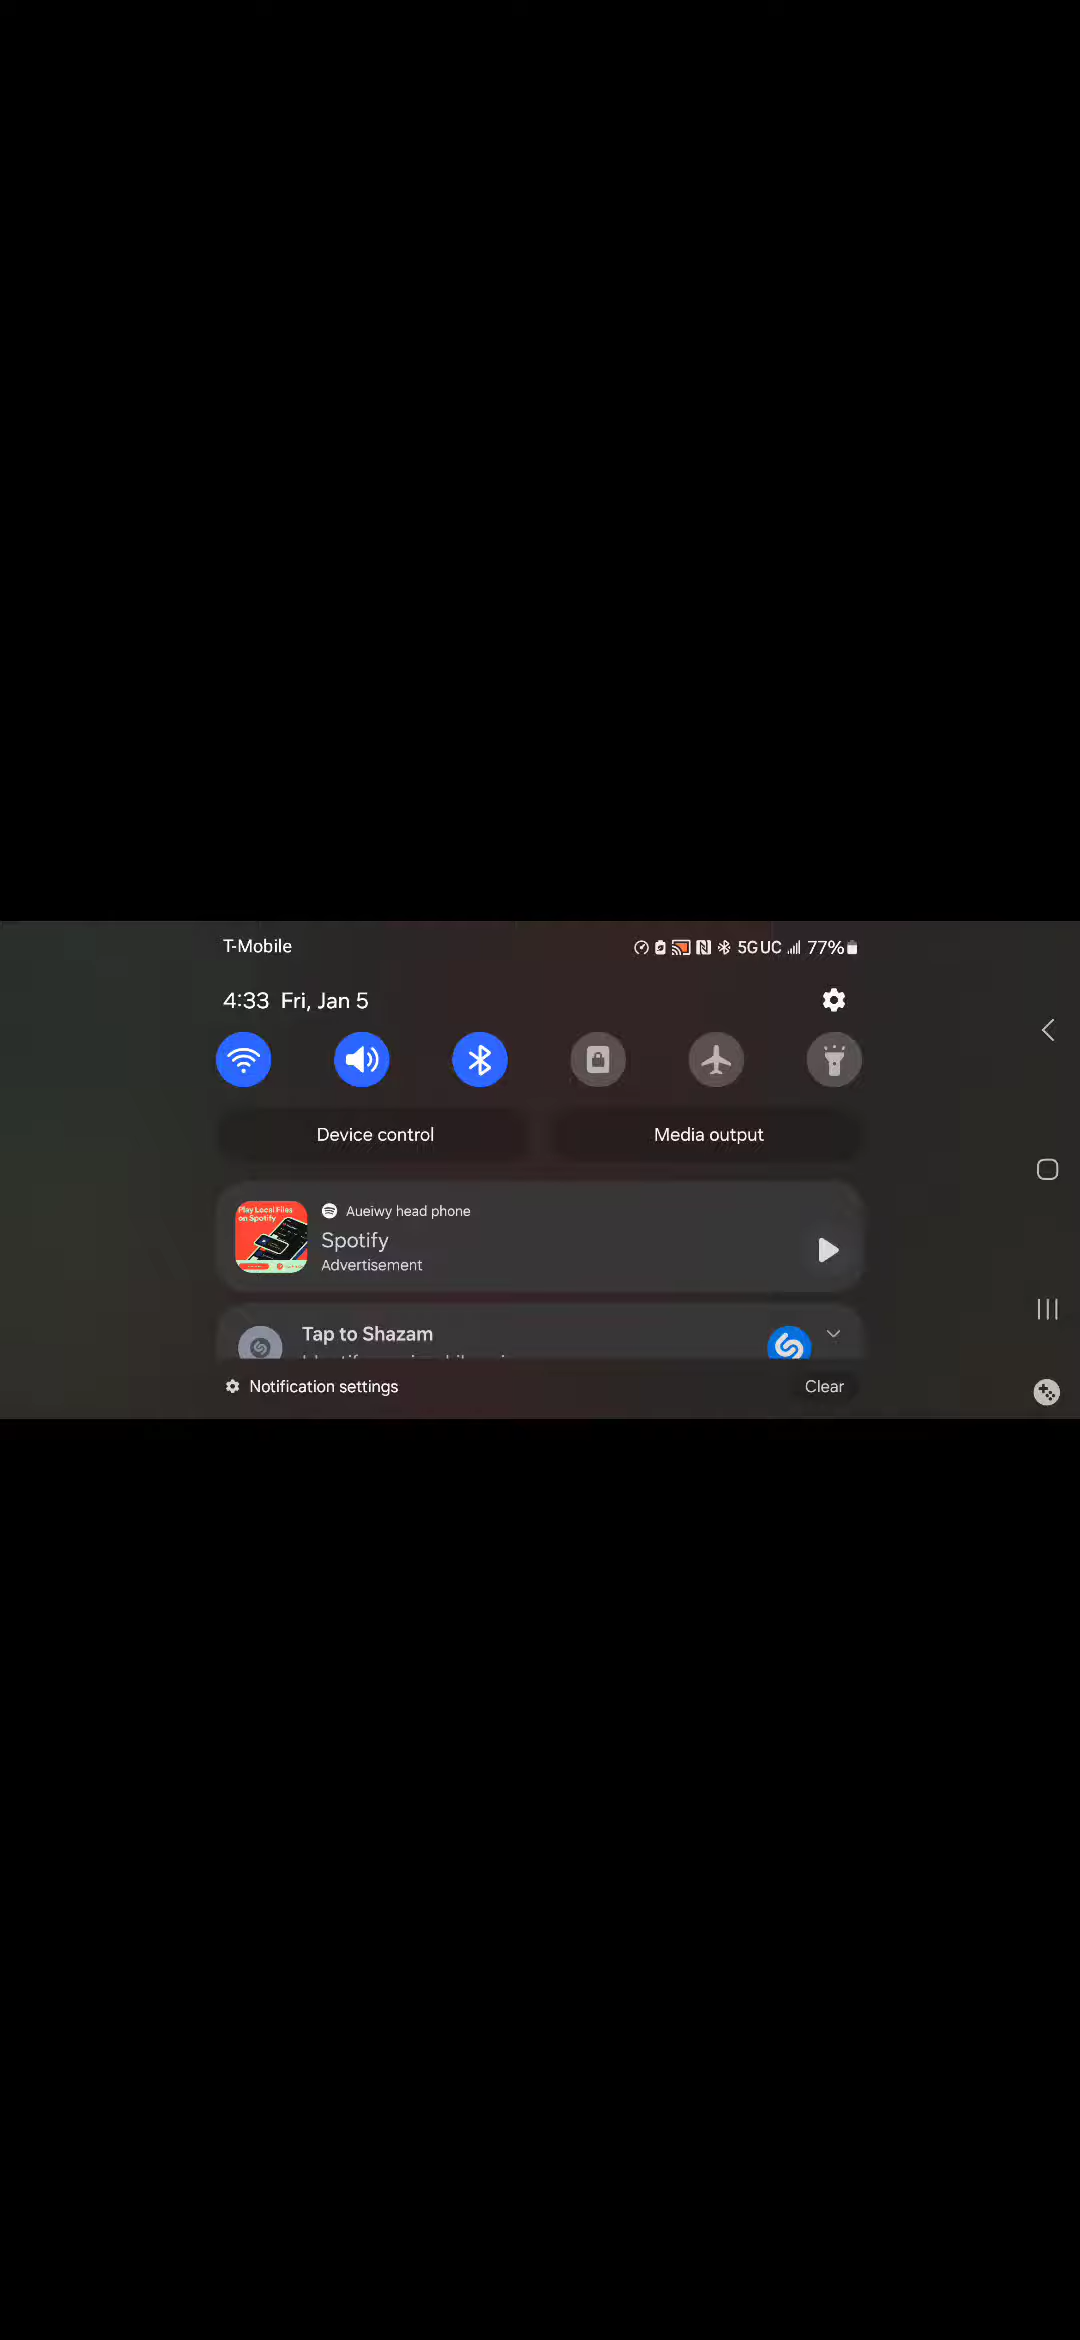 T-Mobile
5G UC 77%
4:33 Fri, Jan 5
Device control
Media output
Play Local Files
on Spotify
Aueiwy head phone
Spotify
Advertisement
Tap to Shazam
Notification settings
Clear